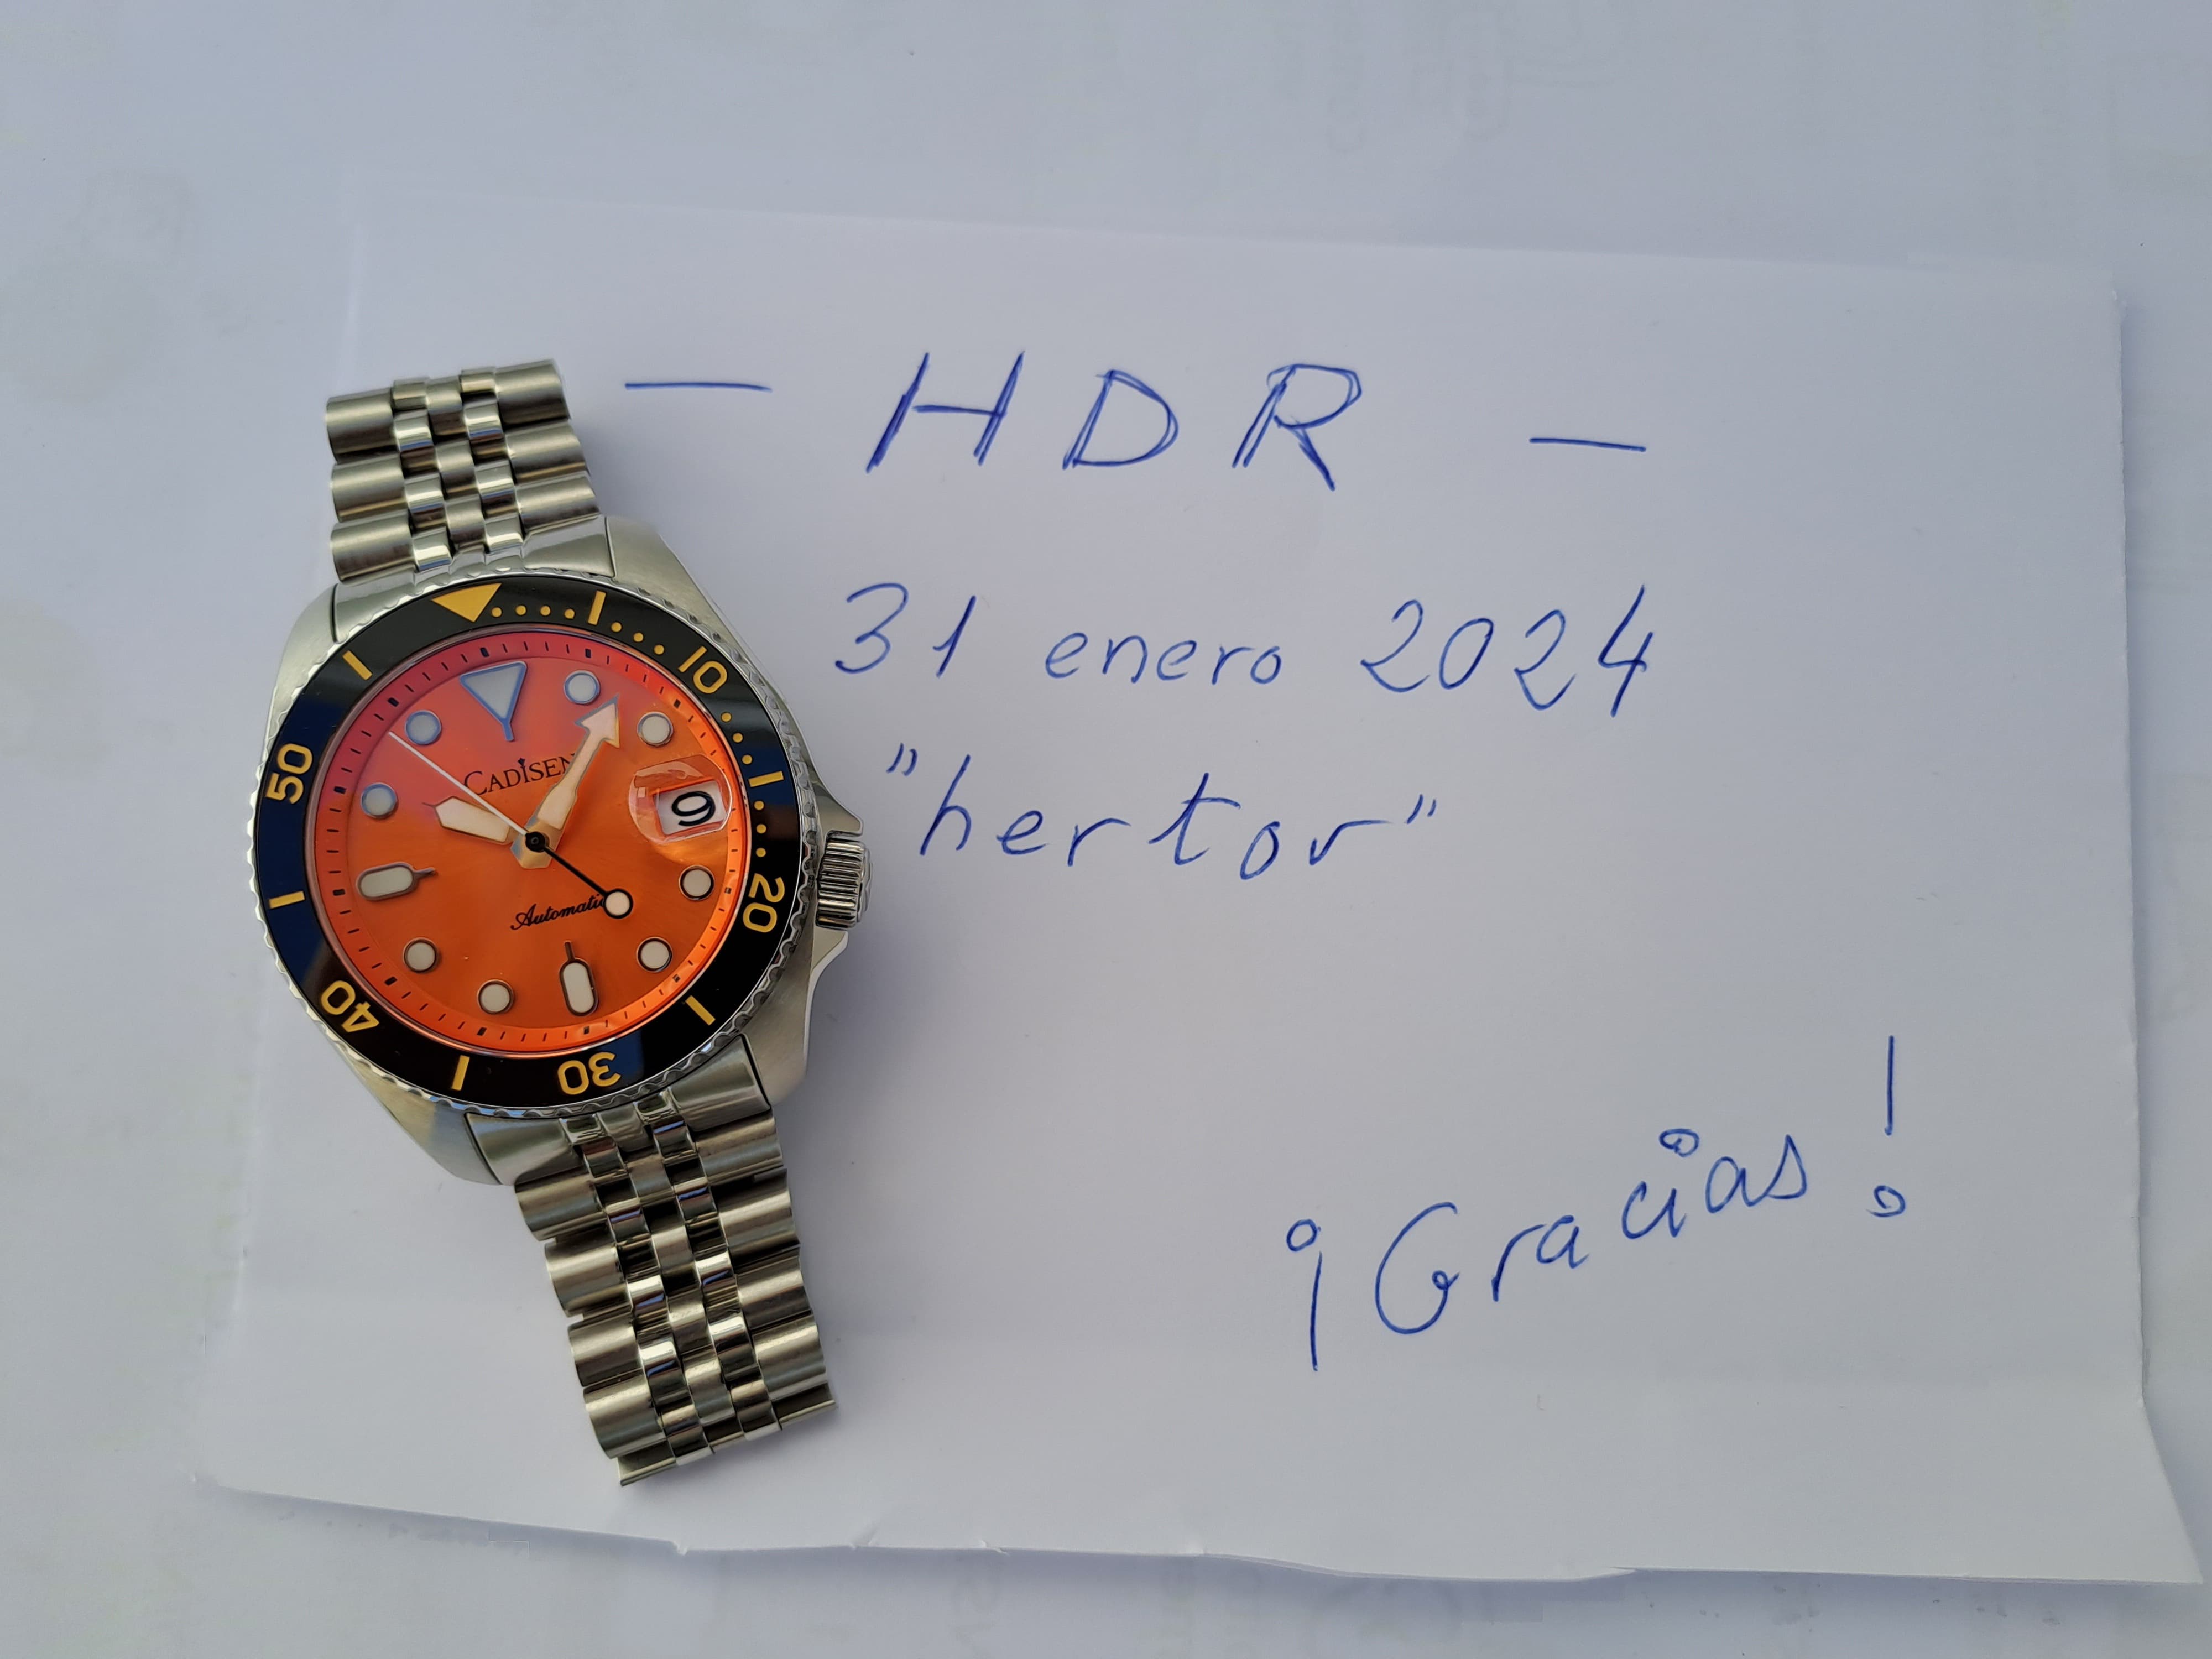 - HDR -
31 enero 2024
"hertor"
¡Gracias!
10
20
30
40
50
CADISEN
9
Automatic